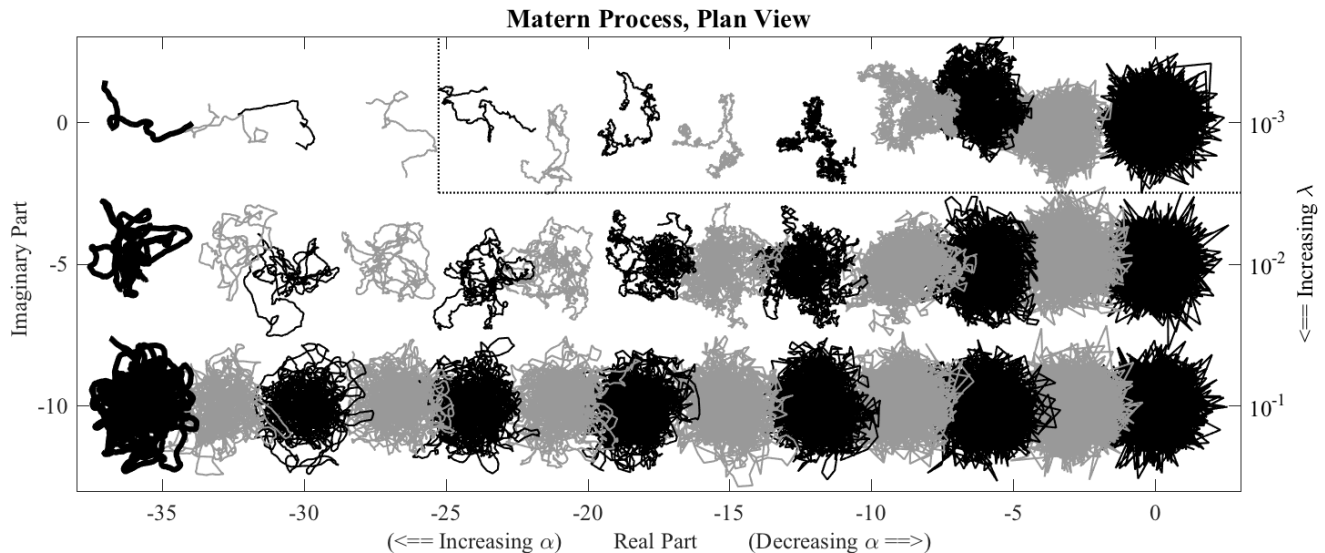 Matern Process, Plan View
Imaginary Part
0
-5
-10
10-3
10-2
10-1
<== Increasing λ
-35 -30 -25 -20 -15 -10 -5 0
(<== Increasing α) Real Part (Decreasing α ==>)